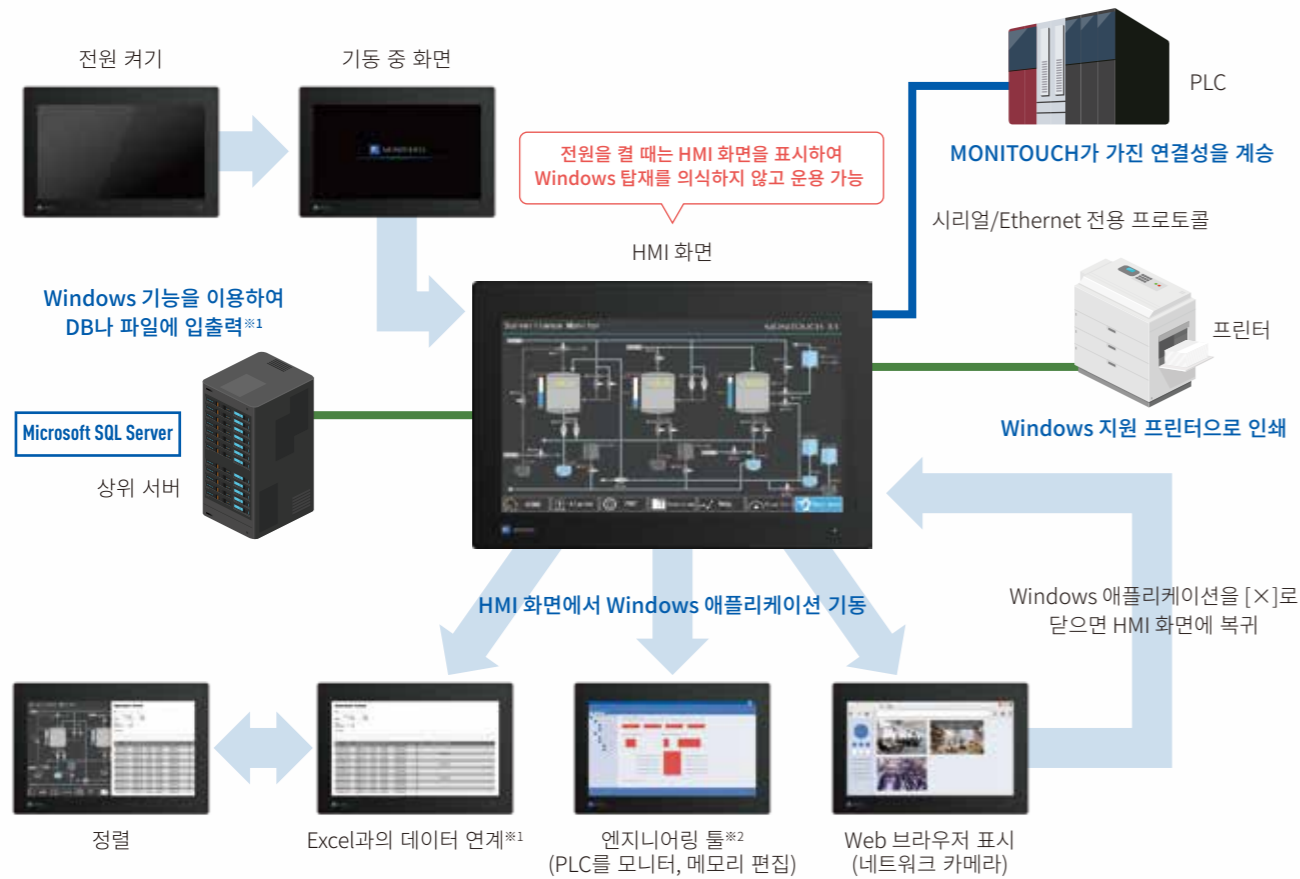 전원 켜기
기동 중 화면
PLC
MONITOUCH가 가진 연결성을 계승
전원을 켤 때는 HMI 화면을 표시하여
Windows 탑재를 의식하지 않고 운용 가능
시리얼/Ethernet 전용 프로토콜
HMI 화면
Windows 기능을 이용하여
DB나 파일에 입출력※1
프린터
Windows 지원 프린터으로 인쇄
Microsoft SQL Server
상위 서버
Surveillance Monitor
MONITOUCH X1
HMI 화면에서 Windows 애플리케이션 기동
Windows 애플리케이션을 [×]로
닫으면 HMI 화면에 복귀
정렬
Excel과의 데이터 연계※1
엔지니어링 툴※2
(PLC를 모니터, 메모리 편집)
Web 브라우저 표시
(네트워크 카메라)